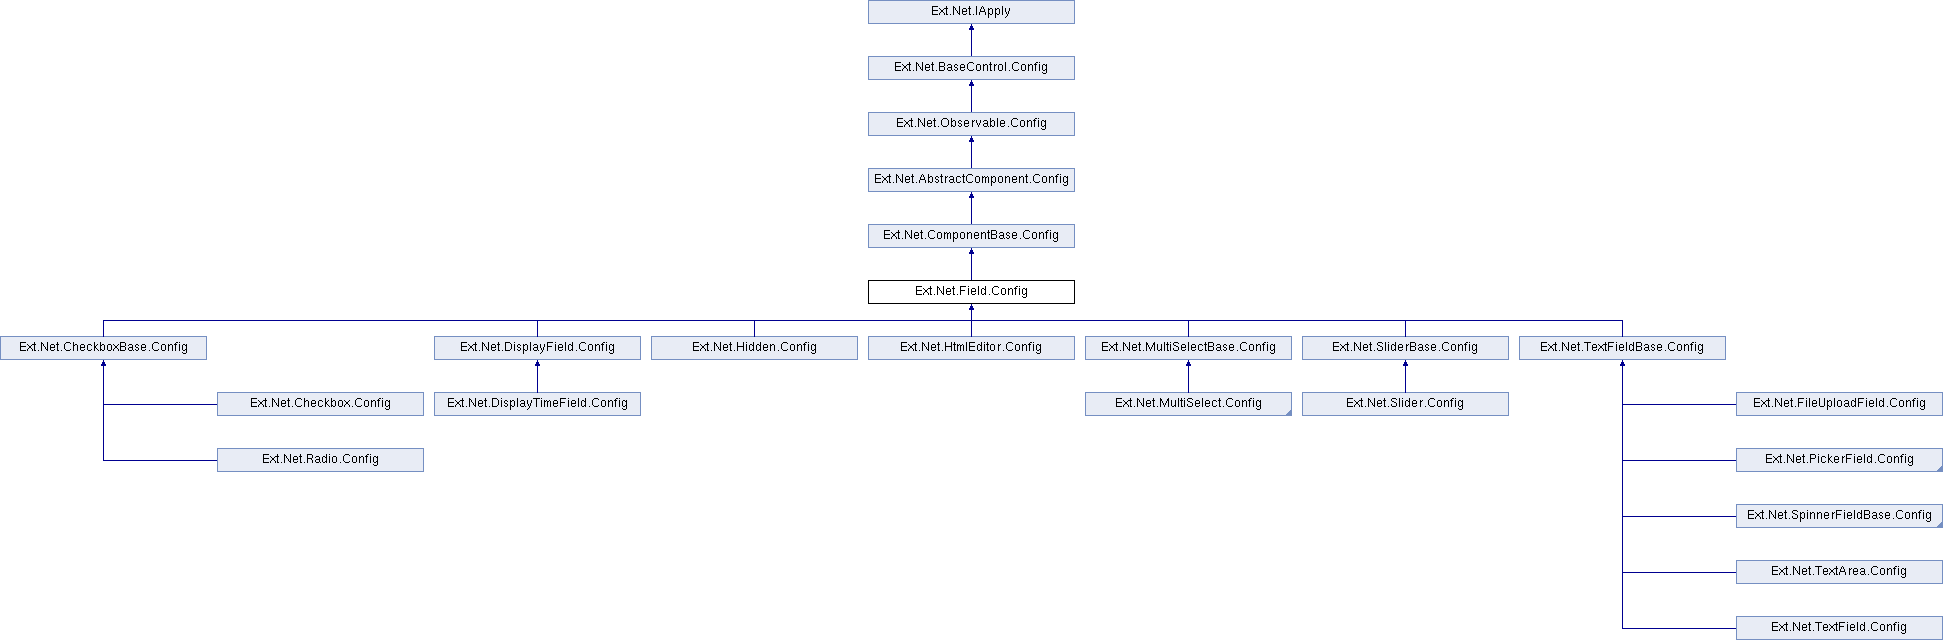 Ext.Net.IApply
Ext.Net.BaseControl.Config
Ext.Net.Observable.Config
Ext.Net.AbstractComponent.Config
Ext.Net.ComponentBase.Config
Ext.Net.Field.Config
Ext.Net.CheckboxBase.Config
Ext.Net.DisplayField.Config
Ext.Net.Hidden.Config
Ext.Net.HtmlEditor.Config
Ext.Net.MultiSelectBase.Config
Ext.Net.SliderBase.Config
Ext.Net.TextFieldBase.Config
Ext.Net.Checkbox.Config
Ext.Net.DisplayTimeField.Config
Ext.Net.MultiSelect.Config
Ext.Net.Slider.Config
Ext.Net.FileUploadField.Config
Ext.Net.Radio.Config
Ext.Net.PickerField.Config
Ext.Net.SpinnerFieldBase.Config
Ext.Net.TextArea.Config
Ext.Net.TextField.Config